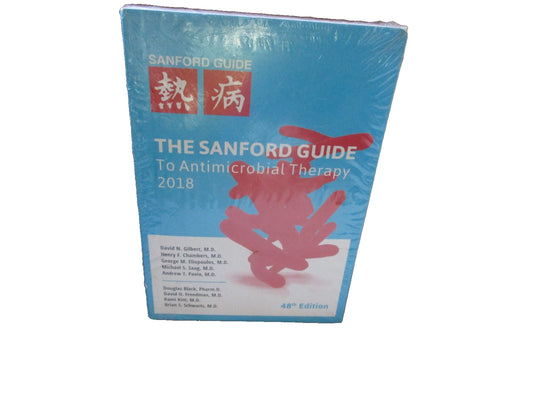 SANFORD GUIDE
熱病
THE SANFORD GUIDE
To Antimicrobial Therapy
2018
David N. Gilbert, M.D.
Henry F. Chambers, M.D.
George M. Eliopoulos, M.D.
Michael S. Saag, M.D.
Andrew T. Pavia, M.D.
Douglas Black, Pharm.D.
David O. Freedman, M.D.
Kami Kim, M.D.
Brian S. Schwartz, M.D.
48th Edition